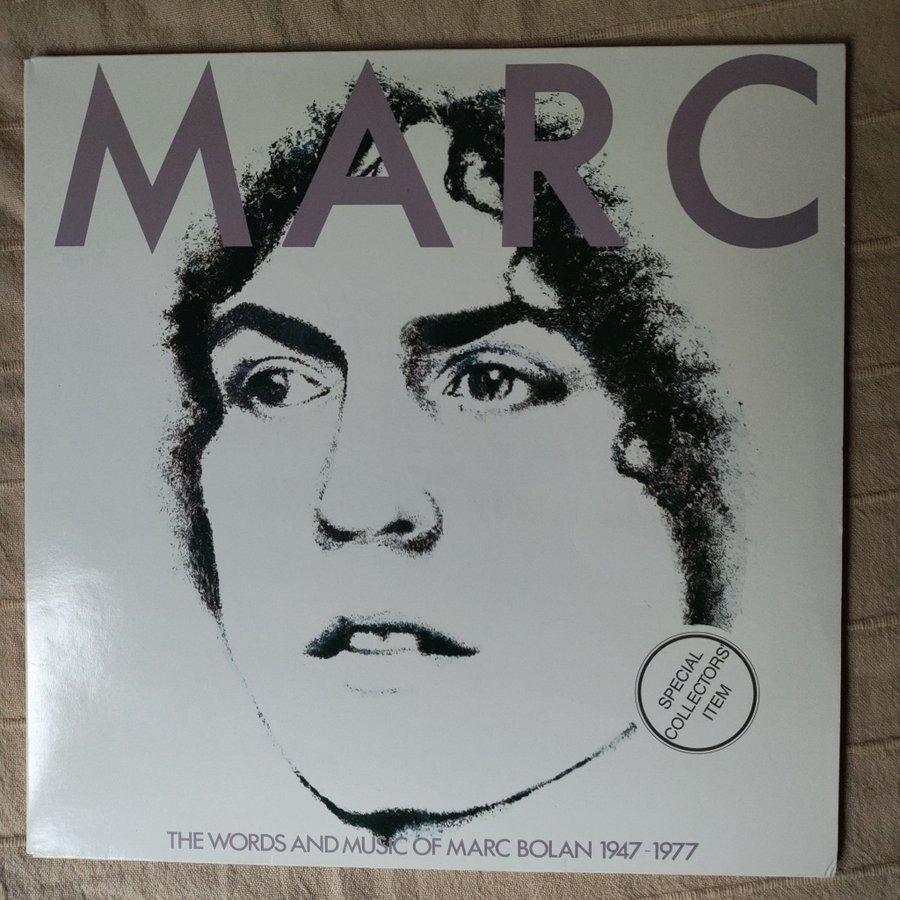 MARC
SPECIAL
COLLECTORS'
ITEM
THE WORDS AND MUSIC OF MARC BOLAN 1947-1977